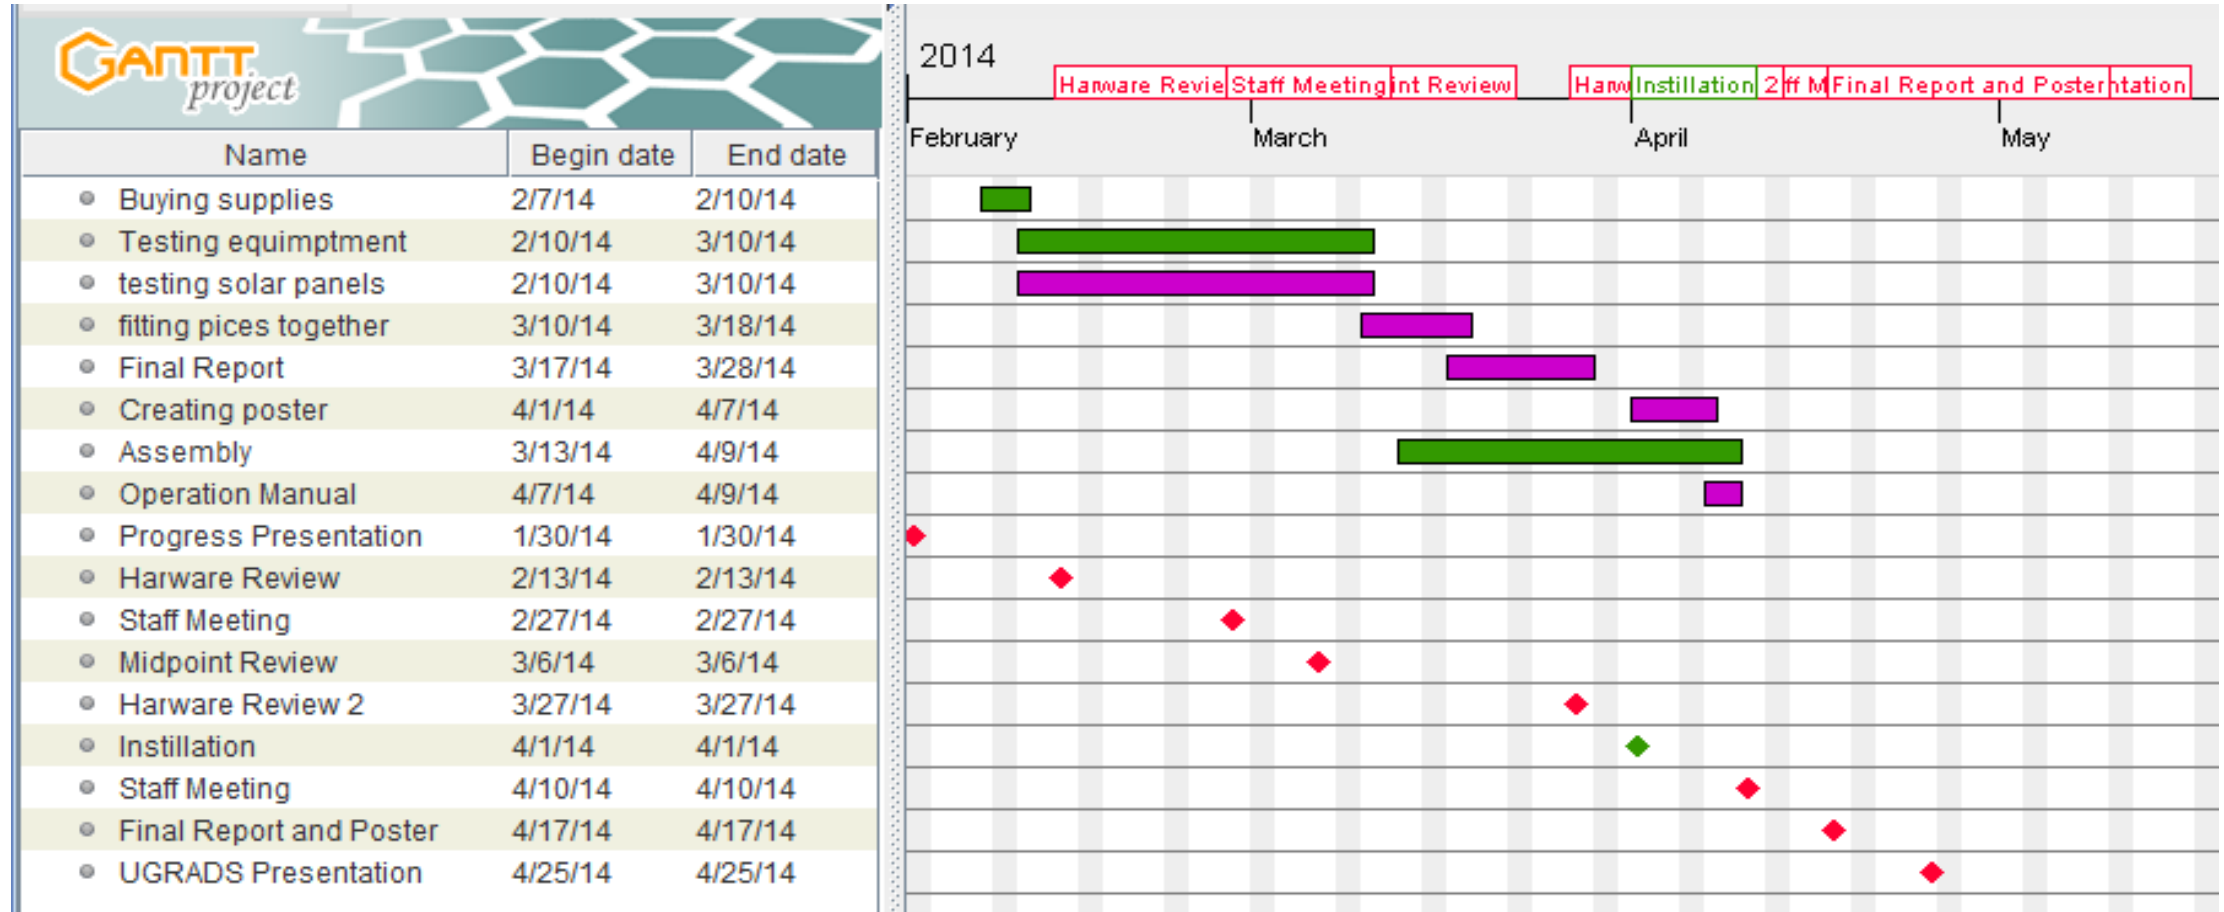 GANTT
project
2014
Harware Revie Staff Meeting int Review Harw Instillation 2 ff M Final Report and Poster ntation
February March April May
Name Begin date End date
Buying supplies 2/7/14 2/10/14
Testing equimptment 2/10/14 3/10/14
testing solar panels 2/10/14 3/10/14
fitting pices together 3/10/14 3/18/14
Final Report 3/17/14 3/28/14
Creating poster 4/1/14 4/7/14
Assembly 3/13/14 4/9/14
Operation Manual 4/7/14 4/9/14
Progress Presentation 1/30/14 1/30/14
Harware Review 2/13/14 2/13/14
Staff Meeting 2/27/14 2/27/14
Midpoint Review 3/6/14 3/6/14
Harware Review 2 3/27/14 3/27/14
Instillation 4/1/14 4/1/14
Staff Meeting 4/10/14 4/10/14
Final Report and Poster 4/17/14 4/17/14
UGRADS Presentation 4/25/14 4/25/14